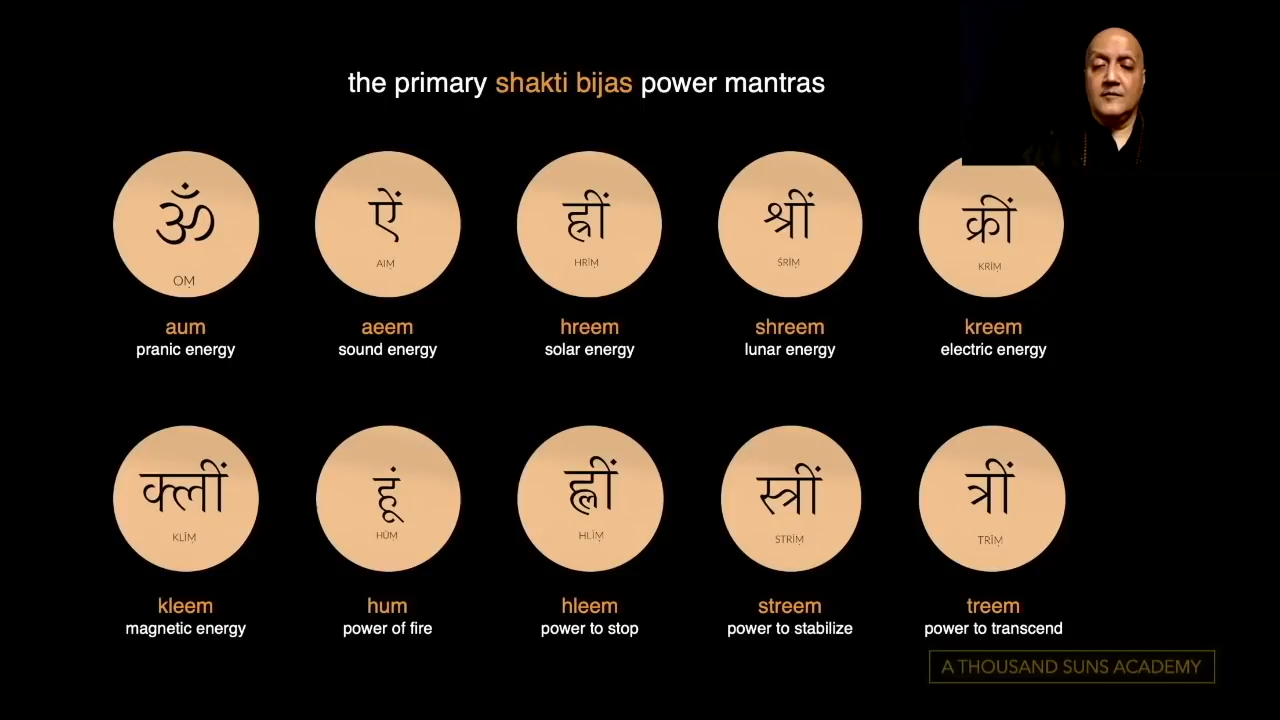 the primary shakti bijas power mantras
ॐ
OṂ
aum
pranic energy
ऐं
AIṂ
aeem
sound energy
ह्रीं
HRĪṂ
hreem
solar energy
श्रीं
ŚRĪṂ
shreem
lunar energy
क्रीं
KRĪṂ
kreem
electric energy
क्लीं
KLĪṂ
kleem
magnetic energy
हूं
HŪṂ
hum
power of fire
ह्लीं
HLĪṂ
hleem
power to stop
स्त्रीं
STRĪṂ
streem
power to stabilize
त्रीं
TRĪṂ
treem
power to transcend
A THOUSAND SUNS ACADEMY